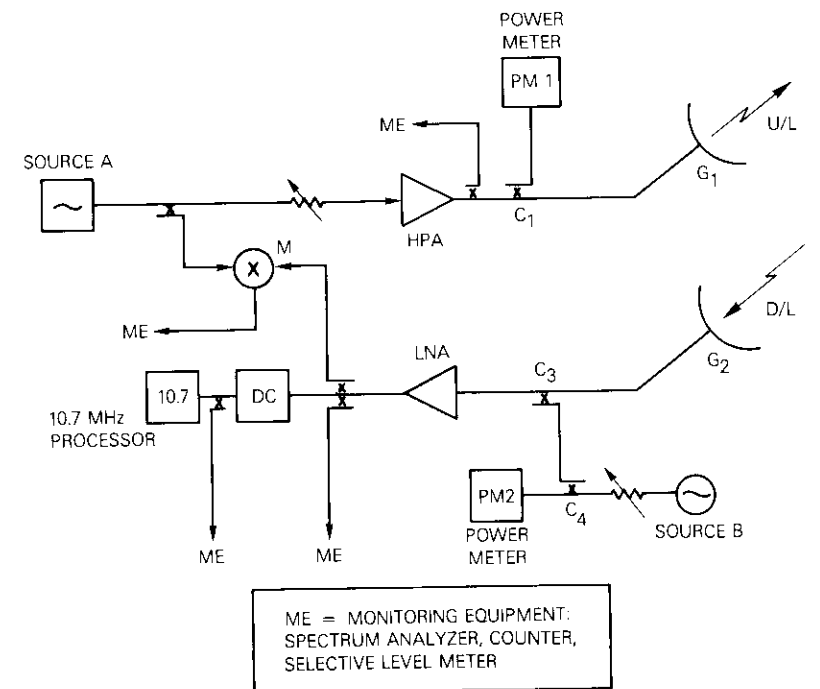 POWER
METER
PM 1
ME
U/L
SOURCE A
G1
C1
HPA
M
D/L
ME
LNA
C3
G2
10.7
DC
10.7 MHz
PROCESSOR
PM2
C4
POWER
METER
SOURCE B
ME
ME
ME = MONITORING EQUIPMENT:
SPECTRUM ANALYZER, COUNTER,
SELECTIVE LEVEL METER